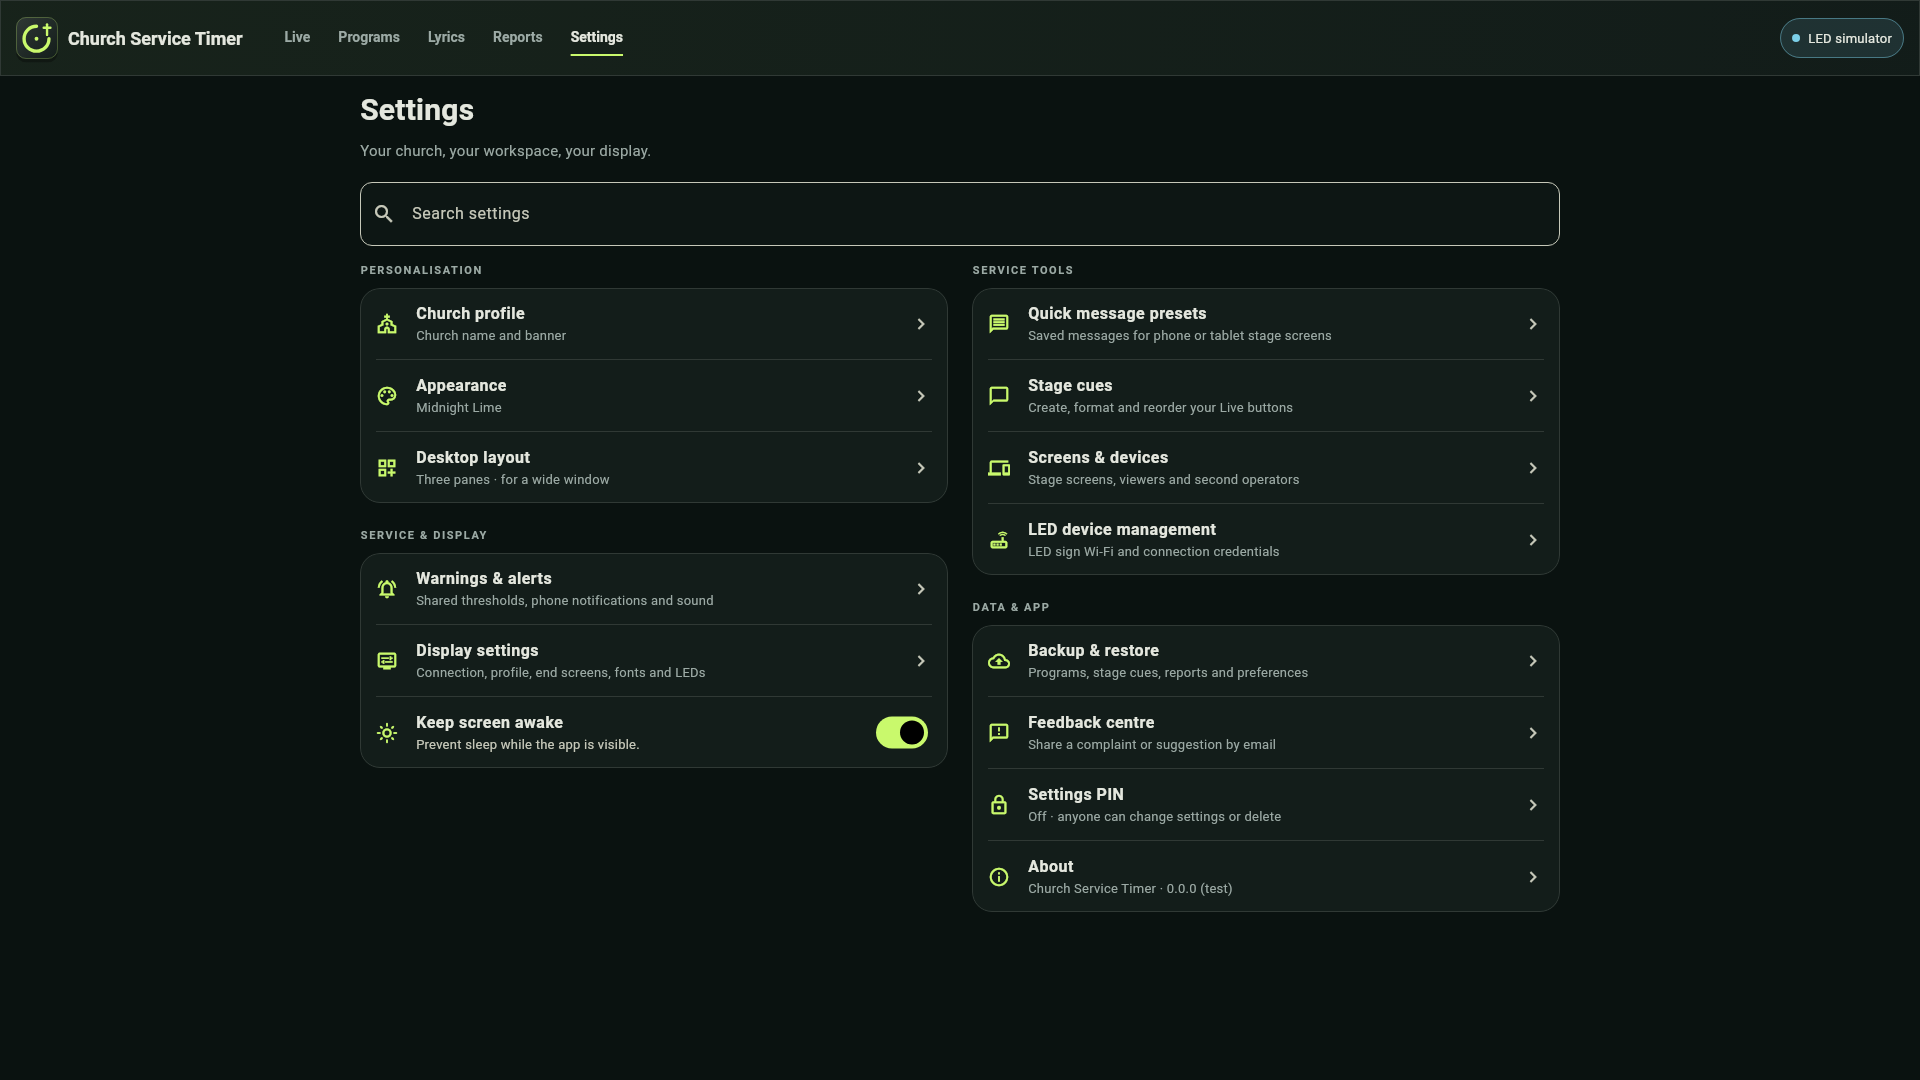 Church Service Timer
Live
Programs
Lyrics
Reports
Settings
LED simulator
Settings
Your church, your workspace, your display.
Search settings
PERSONALISATION
Church profile
Church name and banner
Appearance
Midnight Lime
Desktop layout
Three panes · for a wide window
SERVICE & DISPLAY
Warnings & alerts
Shared thresholds, phone notifications and sound
Display settings
Connection, profile, end screens, fonts and LEDs
Keep screen awake
Prevent sleep while the app is visible.
SERVICE TOOLS
Quick message presets
Saved messages for phone or tablet stage screens
Stage cues
Create, format and reorder your Live buttons
Screens & devices
Stage screens, viewers and second operators
LED device management
LED sign Wi-Fi and connection credentials
DATA & APP
Backup & restore
Programs, stage cues, reports and preferences
Feedback centre
Share a complaint or suggestion by email
Settings PIN
Off · anyone can change settings or delete
About
Church Service Timer · 0.0.0 (test)